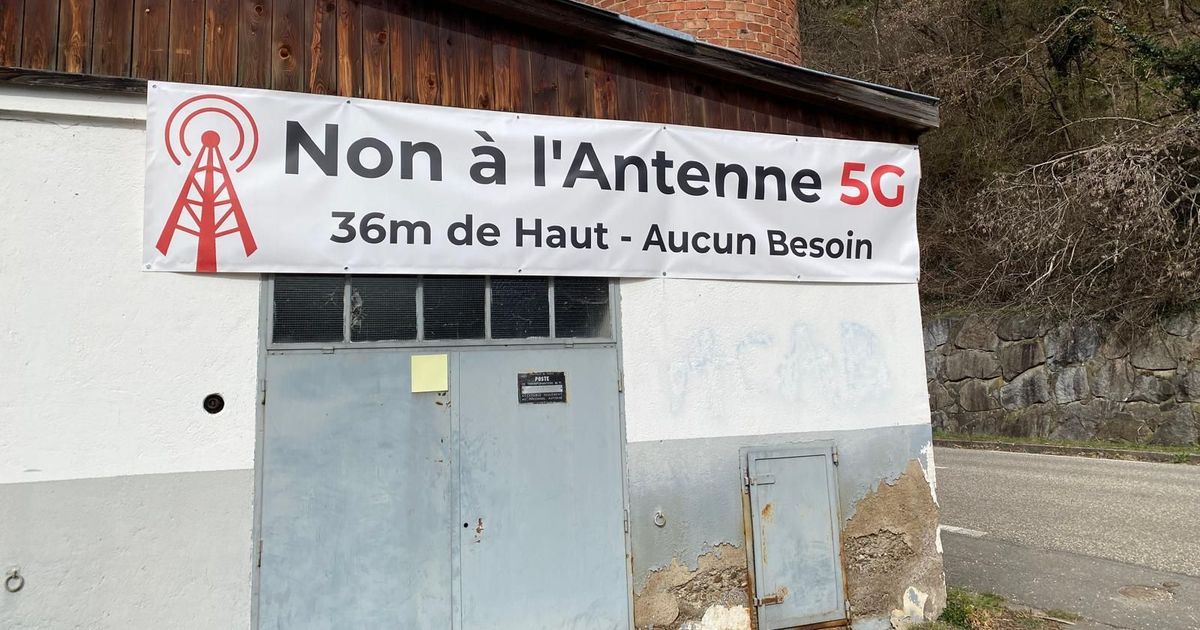 Non à l'Antenne 5G
36m de Haut - Aucun Besoin
POSTE